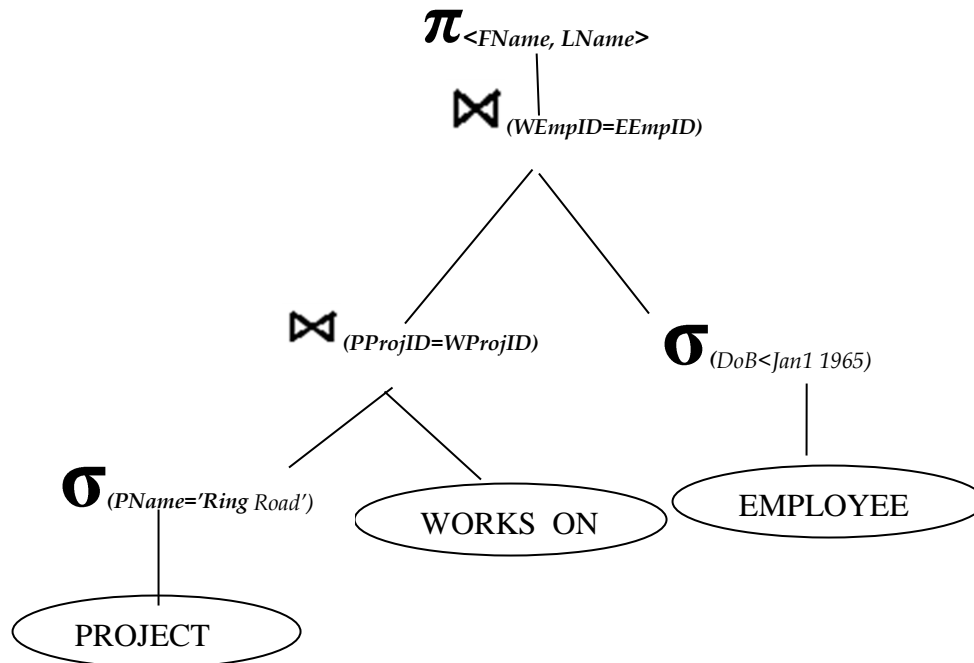 π<FName, LName>
⋈ (WEmpID=EEmpID)
⋈ (PProjID=WProjID)
σ(DoB<Jan1 1965)
σ(PName='Ring Road')
WORKS ON
EMPLOYEE
PROJECT